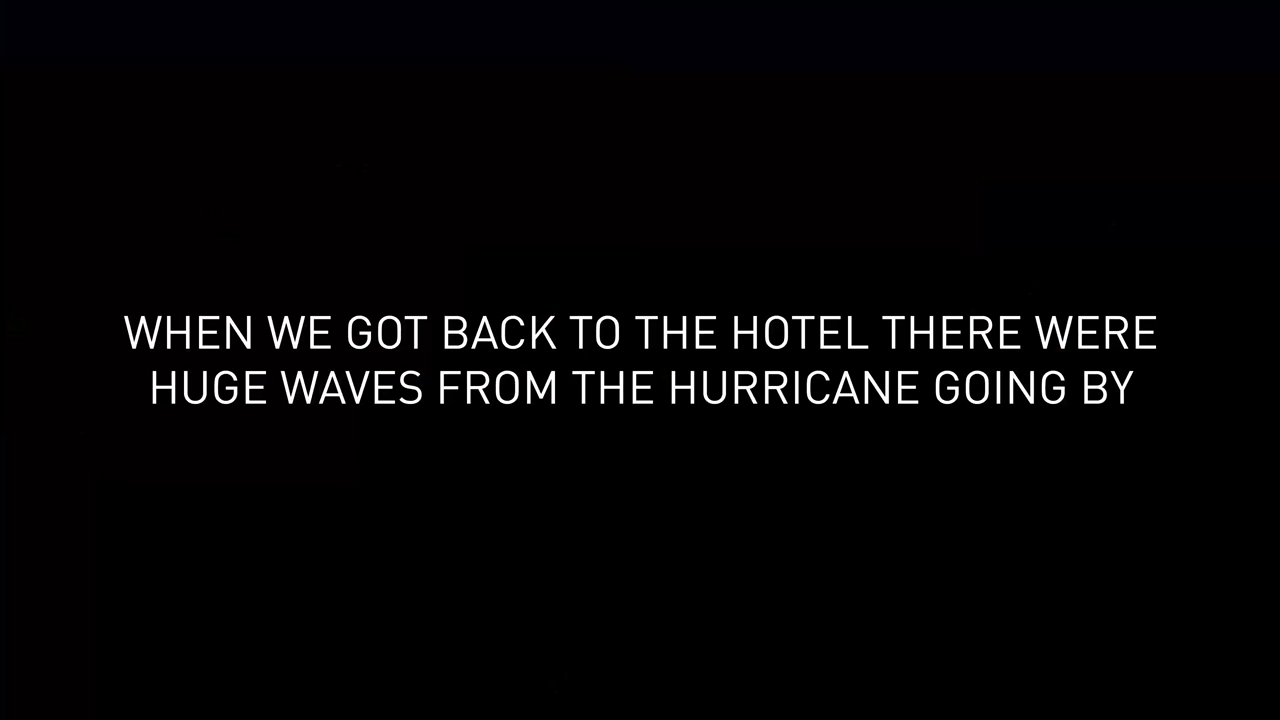 WHEN WE GOT BACK TO THE HOTEL THERE WERE
HUGE WAVES FROM THE HURRICANE GOING BY